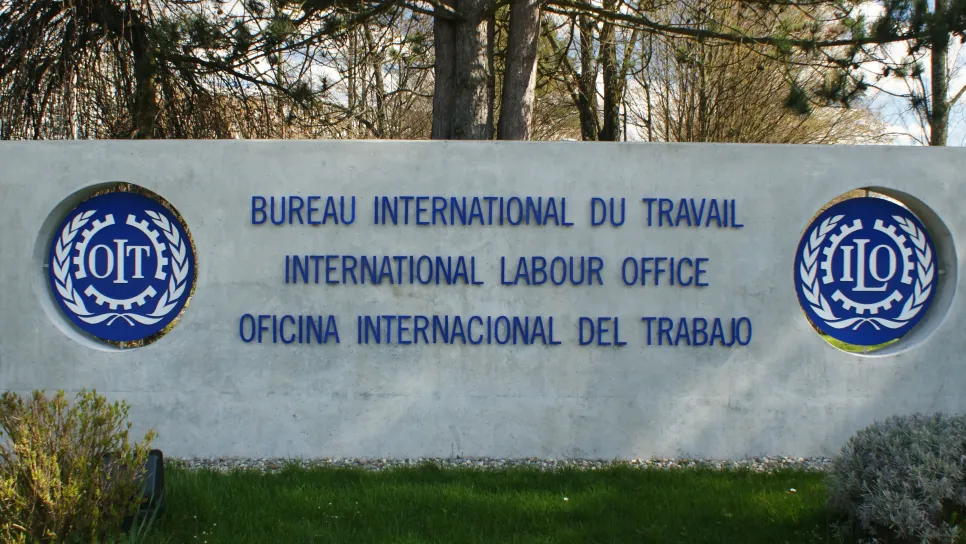 OIT
BUREAU INTERNATIONAL DU TRAVAIL
INTERNATIONAL LABOUR OFFICE
OFICINA INTERNACIONAL DEL TRABAJO
ILO